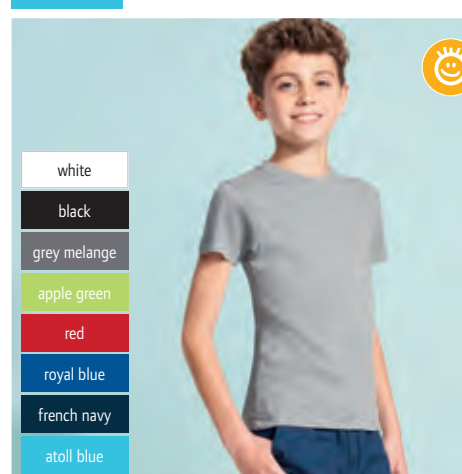 white
black
grey melange
apple green
red
royal blue
french navy
atoll blue